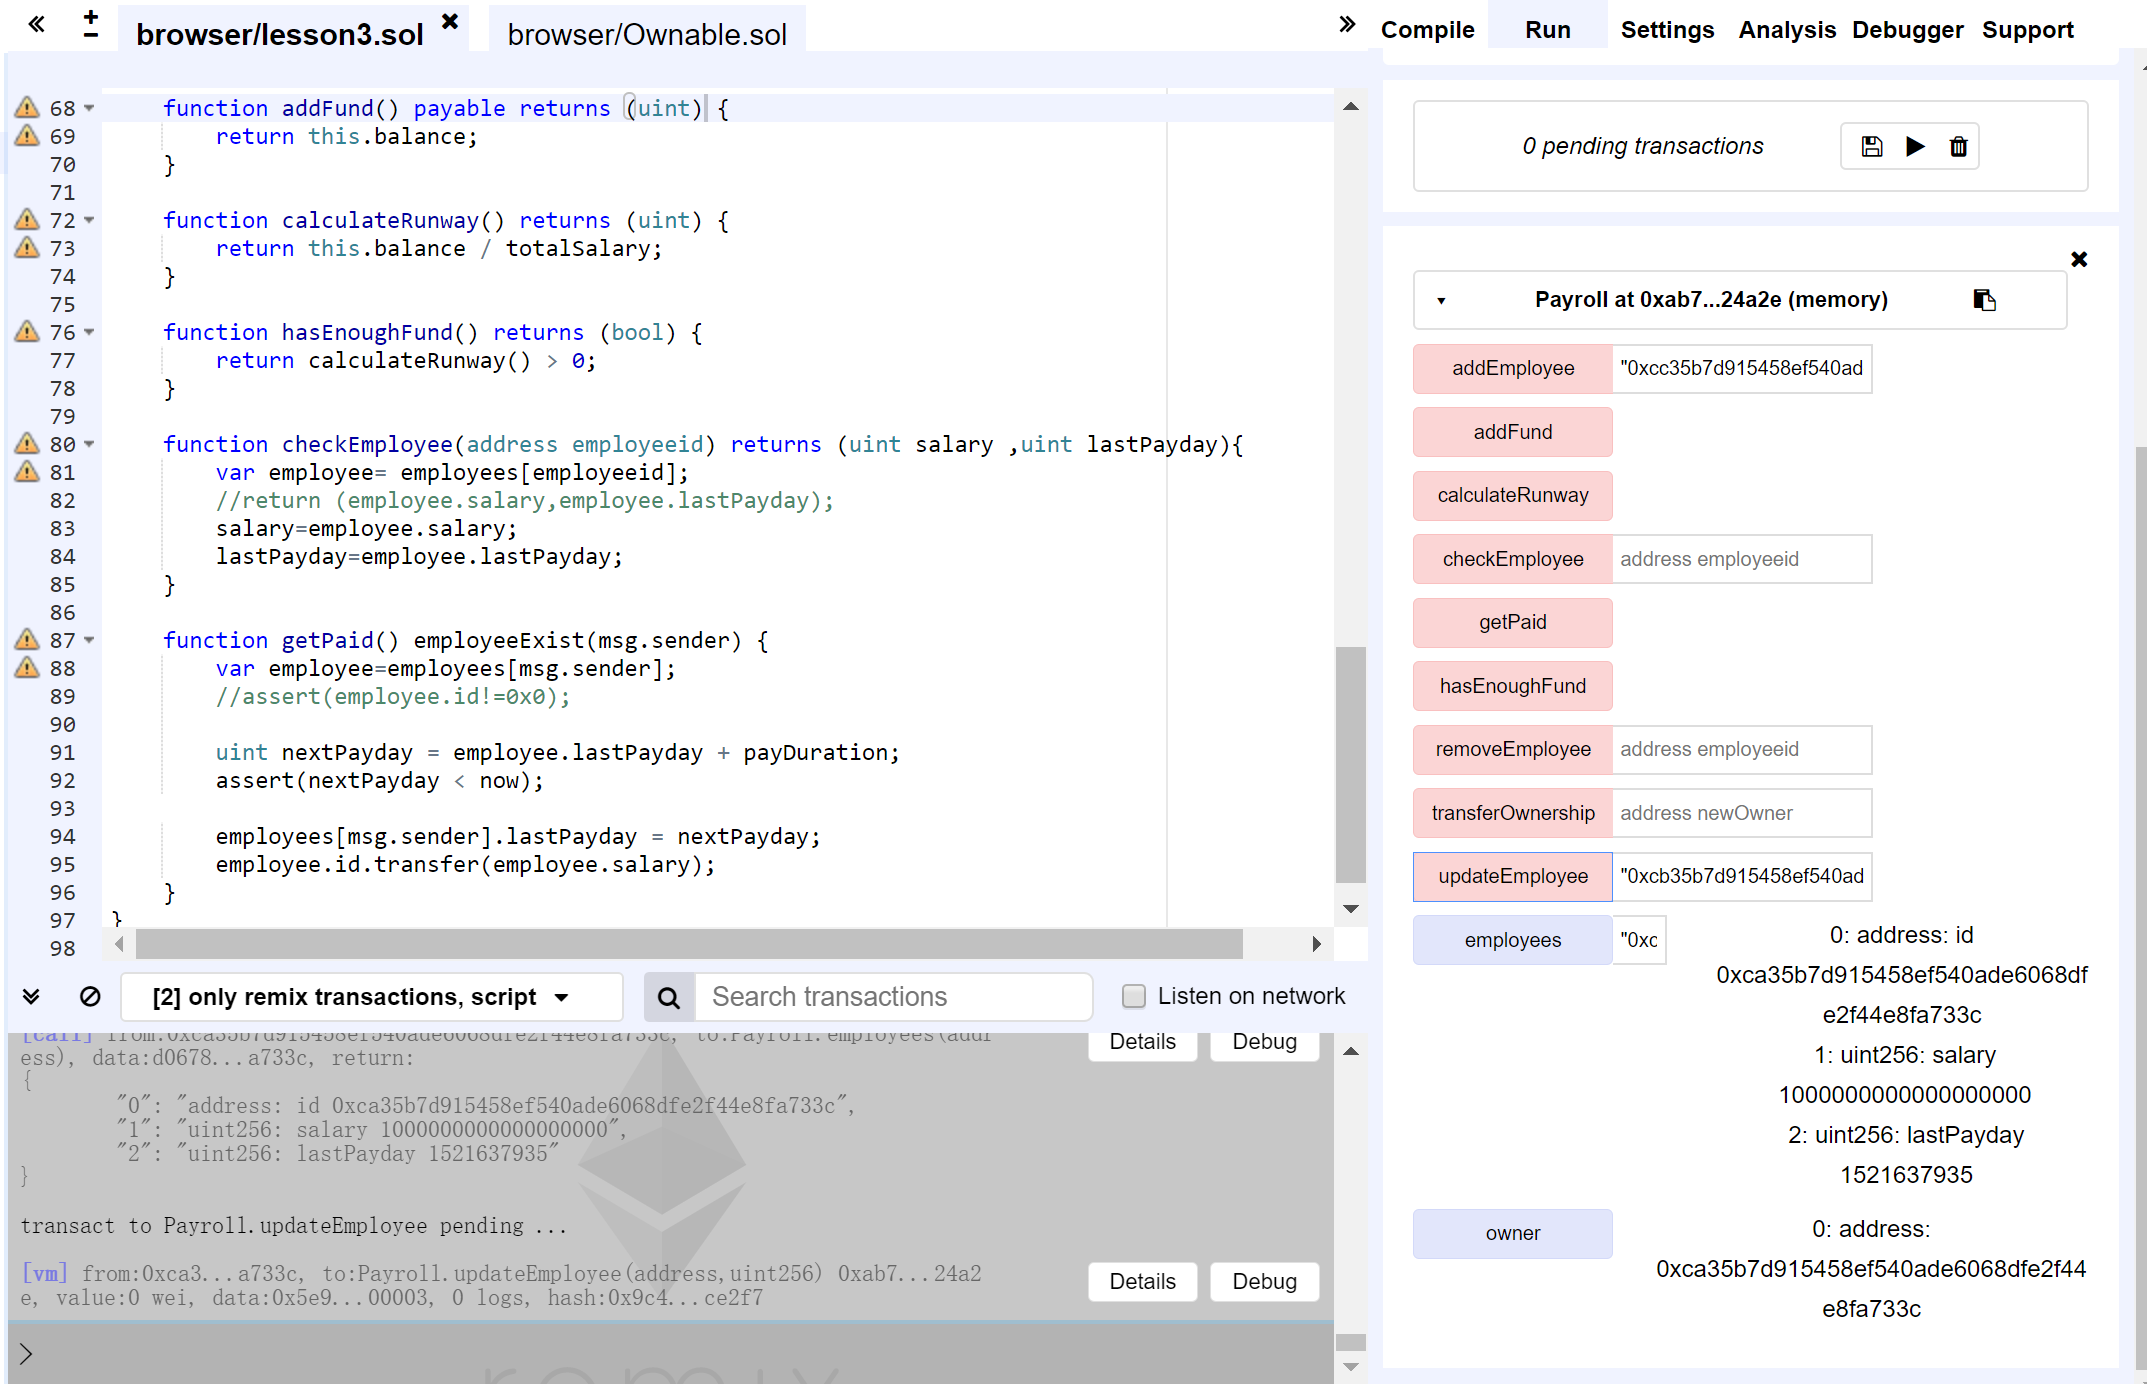 browser/lesson3.sol
browser/Ownable.sol
Compile
Run
Settings
Analysis
Debugger
Support
68 function addFund() payable returns (uint) {
69 return this.balance;
70 }
71
72 function calculateRunway() returns (uint) {
73 return this.balance / totalSalary;
74 }
75
76 function hasEnoughFund() returns (bool) {
77 return calculateRunway() > 0;
78 }
79
80 function checkEmployee(address employeeid) returns (uint salary ,uint lastPayday){
81 var employee= employees[employeeid];
82 //return (employee.salary,employee.lastPayday);
83 salary=employee.salary;
84 lastPayday=employee.lastPayday;
85 }
86
87 function getPaid() employeeExist(msg.sender) {
88 var employee=employees[msg.sender];
89 //assert(employee.id!=0x0);
90
91 uint nextPayday = employee.lastPayday + payDuration;
92 assert(nextPayday < now);
93
94 employees[msg.sender].lastPayday = nextPayday;
95 employee.id.transfer(employee.salary);
96 }
97 }
98
[2] only remix transactions, script
Search transactions
Listen on network
[call] from:0xca35b7d915458ef540ade6068dfe2f44e8fa733c, to:Payroll.employees(addr
ess), data:d0678...a733c, return:
{
"0": "address: id 0xca35b7d915458ef540ade6068dfe2f44e8fa733c",
"1": "uint256: salary 1000000000000000000",
"2": "uint256: lastPayday 1521637935"
}
Details
Debug
transact to Payroll.updateEmployee pending ...
[vm] from:0xca3...a733c, to:Payroll.updateEmployee(address,uint256) 0xab7...24a2
e, value:0 wei, data:0x5e9...00003, 0 logs, hash:0x9c4...ce2f7
Details
Debug
>
remix
0 pending transactions
Payroll at 0xab7...24a2e (memory)
addEmployee "0xcc35b7d915458ef540ad
addFund
calculateRunway
checkEmployee address employeeid
getPaid
hasEnoughFund
removeEmployee address employeeid
transferOwnership address newOwner
updateEmployee "0xcb35b7d915458ef540ad
employees "0xc
0: address: id
0xca35b7d915458ef540ade6068df
e2f44e8fa733c
1: uint256: salary
1000000000000000000
2: uint256: lastPayday
1521637935
owner
0: address:
0xca35b7d915458ef540ade6068dfe2f44
e8fa733c